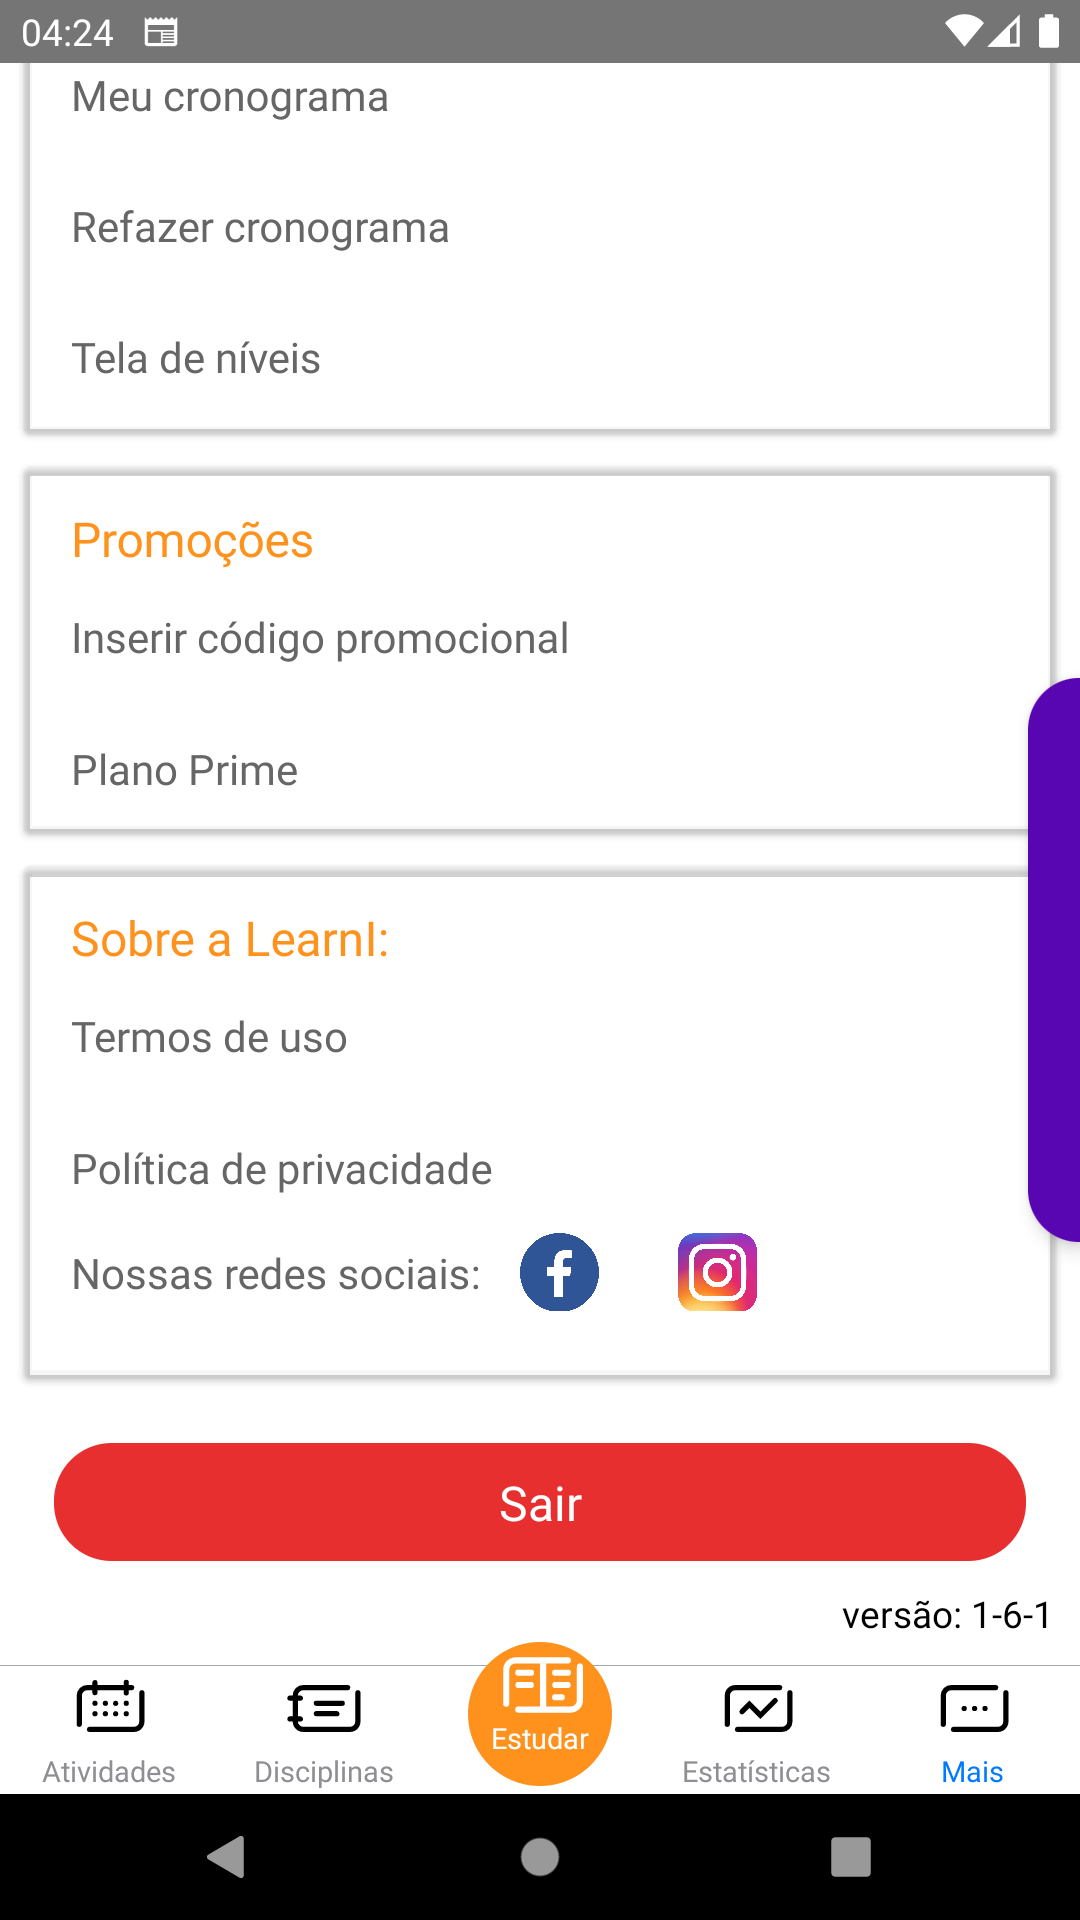 04:24
Meu cronograma
Refazer cronograma
Tela de níveis
Promoções
Inserir código promocional
Plano Prime
Sobre a LearnI:
Termos de uso
Política de privacidade
Nossas redes sociais:
Sair
versão: 1-6-1
Atividades
Disciplinas
Estudar
Estatísticas
Mais